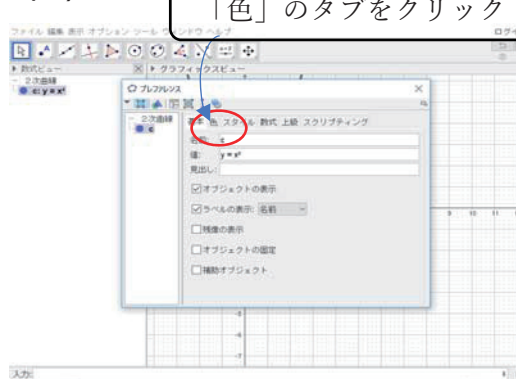 「色」のタブをクリック
ファイル 編集 表示 オプション ツール ウィンドウ ヘルプ
ログイ
▶ 数式ビュー
▶ グラフィックスビュー
2次曲線
c: y = x²
プレファレンス
2次曲線
c
基本 色 スタイル 数式 上級 スクリプティング
名前: c
値: y = x²
見出し:
オブジェクトの表示
ラベルの表示: 名前
残像の表示
オブジェクトの固定
補助オブジェクト
9 10 11
-5
-6
-7
入力: